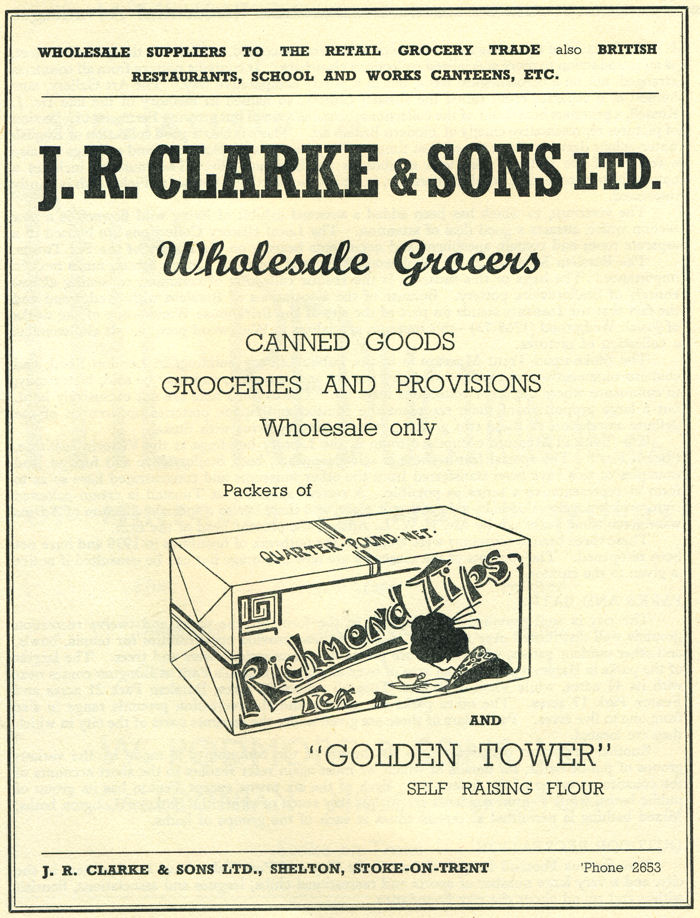 WHOLESALE SUPPLIERS TO THE RETAIL GROCERY TRADE also BRITISH
RESTAURANTS, SCHOOL AND WORKS CANTEENS, ETC.
J. R. CLARKE & SONS LTD.
Wholesale Grocers
CANNED GOODS
GROCERIES AND PROVISIONS
Wholesale only
Packers of
QUARTER·POUND·NET·
Richmond Tips
Tea
AND
"GOLDEN TOWER"
SELF RAISING FLOUR
J. R. CLARKE & SONS LTD., SHELTON, STOKE-ON-TRENT 'Phone 2653